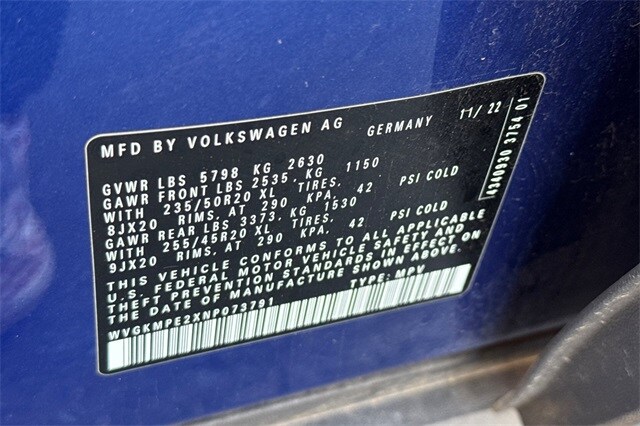 MFD BY VOLKSWAGEN AG GERMANY 11/22
GVWR LBS 5798 KG 2630
GAWR FRONT LBS 2535, KG 1150
WITH 235/50R20 XL TIRES,
8JX20 RIMS, AT 290 KPA, 42 PSI COLD
GAWR REAR LBS 3373, KG 1530
WITH 255/45R20 XL TIRES,
9JX20 RIMS, AT 290 KPA, 42 PSI COLD
THIS VEHICLE CONFORMS TO ALL APPLICABLE
U.S. FEDERAL MOTOR VEHICLE SAFETY AND
THEFT PREVENTION STANDARDS IN EFFECT ON
THE DATE OF MANUFACTURE SHOWN ABOVE.
WVGKMPE2XNP073791 TYPE: MPV
4340930 3754 01